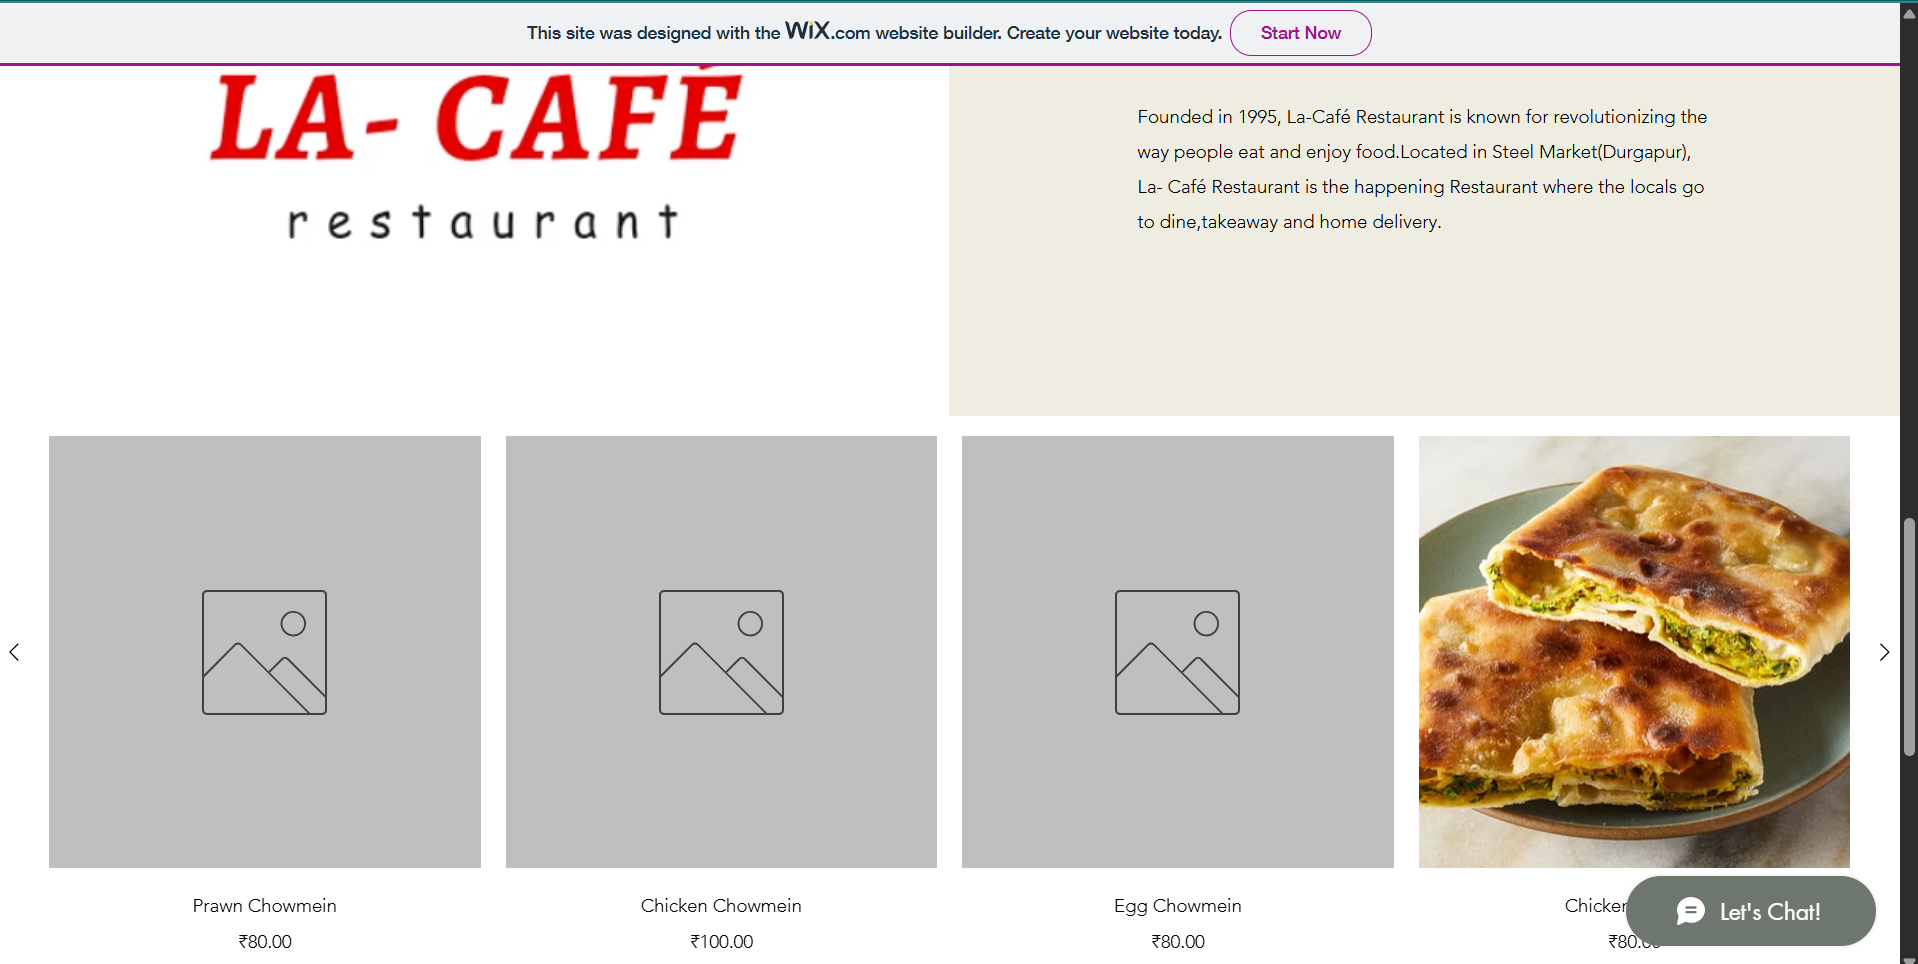 This site was designed with the WiX.com website builder. Create your website today. Start Now
LA- CAFÉ
restaurant
Founded in 1995, La-Café Restaurant is known for revolutionizing the
way people eat and enjoy food.Located in Steel Market(Durgapur),
La- Café Restaurant is the happening Restaurant where the locals go
to dine,takeaway and home delivery.
Prawn Chowmein
₹80.00
Chicken Chowmein
₹100.00
Egg Chowmein
₹80.00
Chicken
₹80.00
Let's Chat!